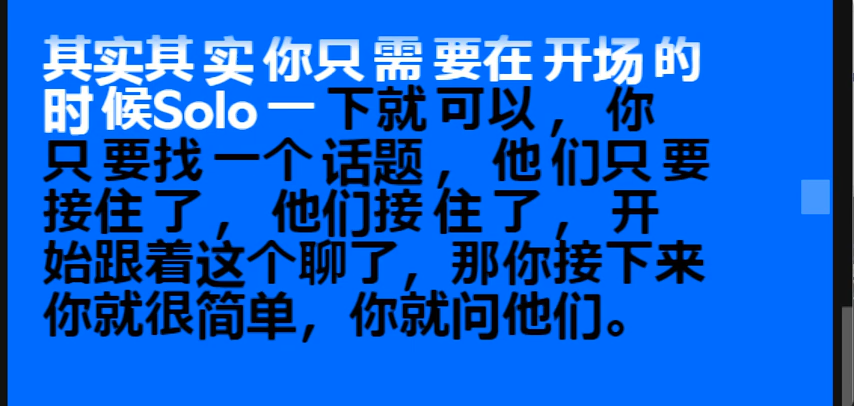 其实其实你只需要在开场的
时候Solo一下就可以，你
只要找一个话题，他们只要
接住了，他们接住了，开
始跟着这个聊了，那你接下来
你就很简单，你就问他们。